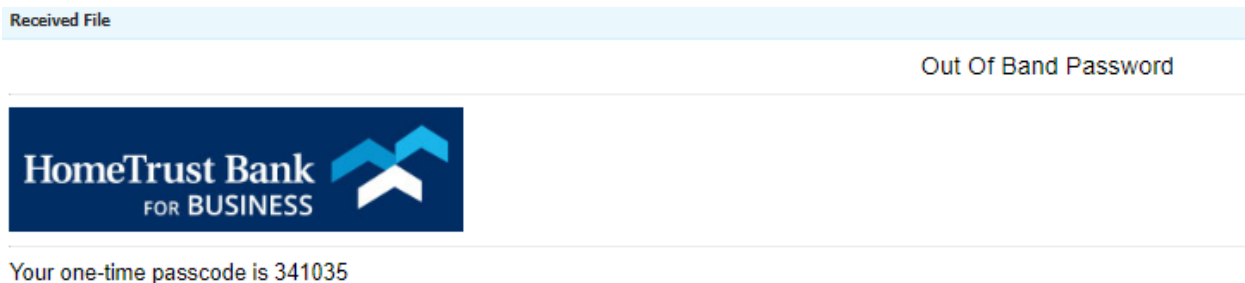 Received File
Out Of Band Password
HomeTrust Bank
FOR BUSINESS
Your one-time passcode is 341035